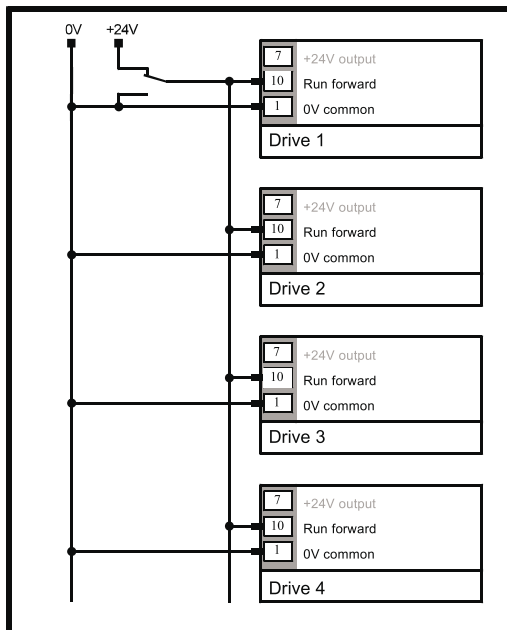 0V +24V
7 +24V output
10 Run forward
1 0V common
Drive 1
7 +24V output
10 Run forward
1 0V common
Drive 2
7 +24V output
10 Run forward
1 0V common
Drive 3
7 +24V output
10 Run forward
1 0V common
Drive 4